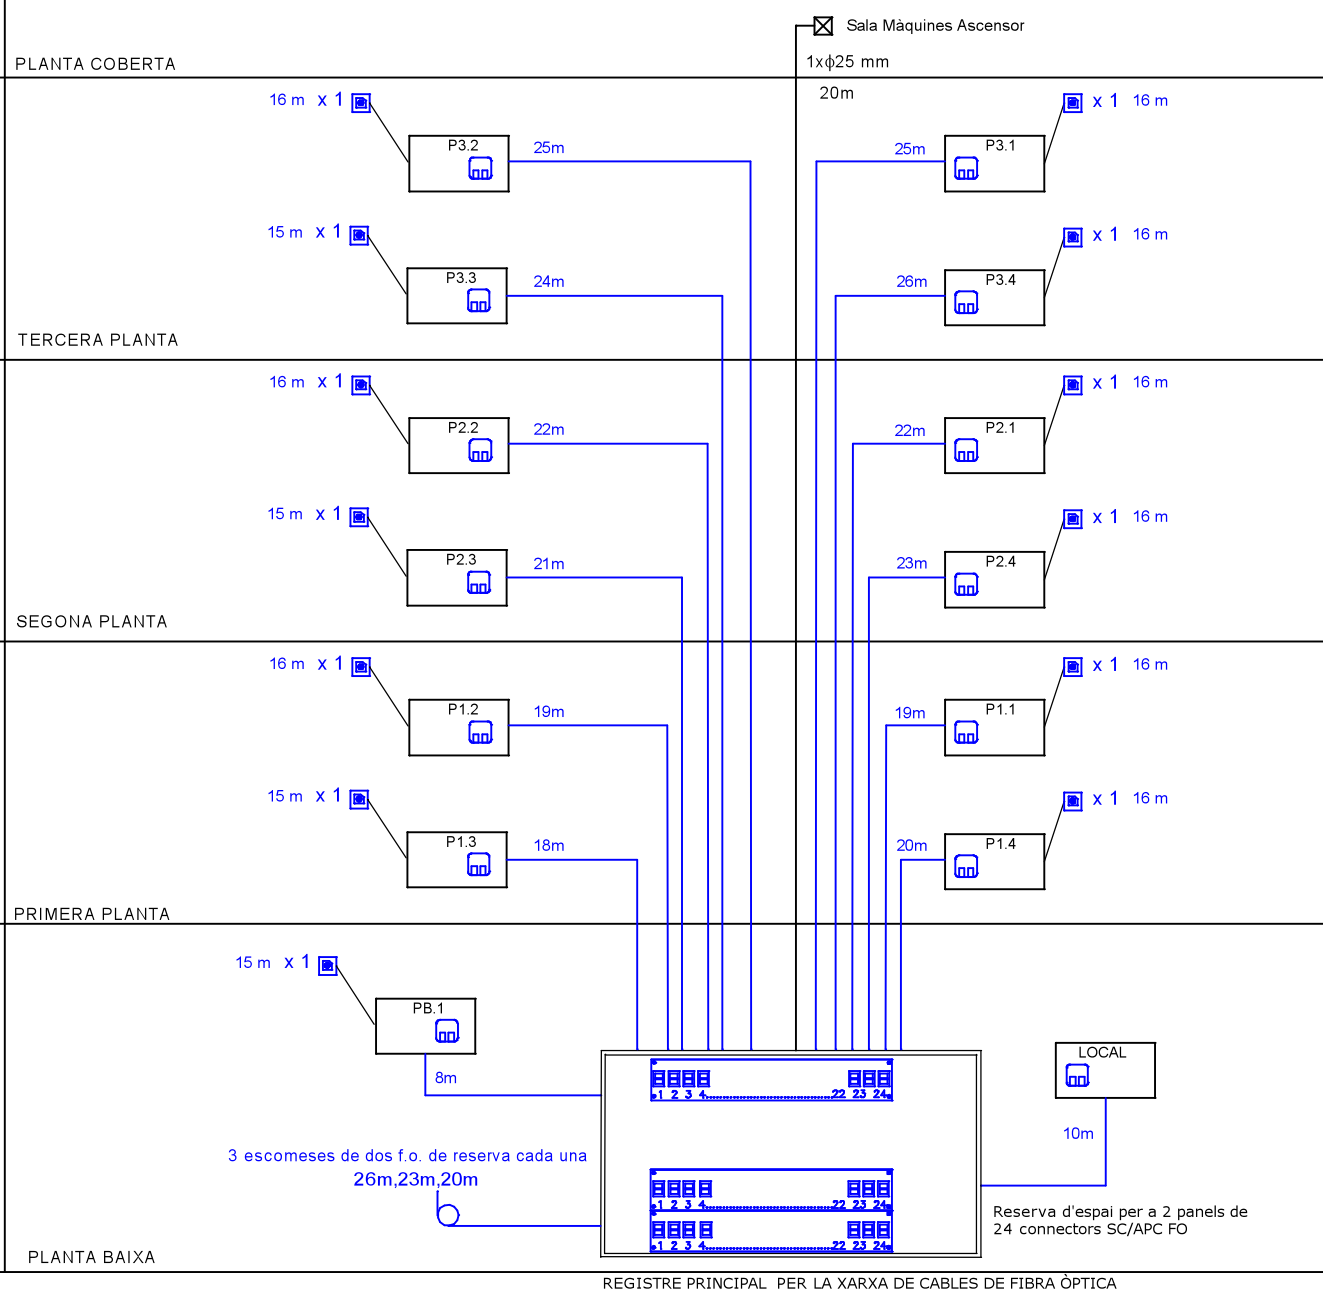 Sala Màquines Ascensor
PLANTA COBERTA
1xϕ25 mm
20m
16 m x 1
x 1 16 m
P3.2
25m
25m
P3.1
15 m x 1
x 1 16 m
P3.3
24m
26m
P3.4
TERCERA PLANTA
16 m x 1
x 1 16 m
P2.2
22m
22m
P2.1
15 m x 1
x 1 16 m
P2.3
21m
23m
P2.4
SEGONA PLANTA
16 m x 1
x 1 16 m
P1.2
19m
19m
P1.1
15 m x 1
x 1 16 m
P1.3
18m
20m
P1.4
PRIMERA PLANTA
15 m x 1
PB.1
8m
LOCAL
10m
1 2 3 4 22 23 24
3 escomeses de dos f.o. de reserva cada una
26m,23m,20m
1 2 3 4 22 23 24
1 2 3 4 22 23 24
Reserva d'espai per a 2 panels de
24 connectors SC/APC FO
PLANTA BAIXA
REGISTRE PRINCIPAL PER LA XARXA DE CABLES DE FIBRA ÒPTICA